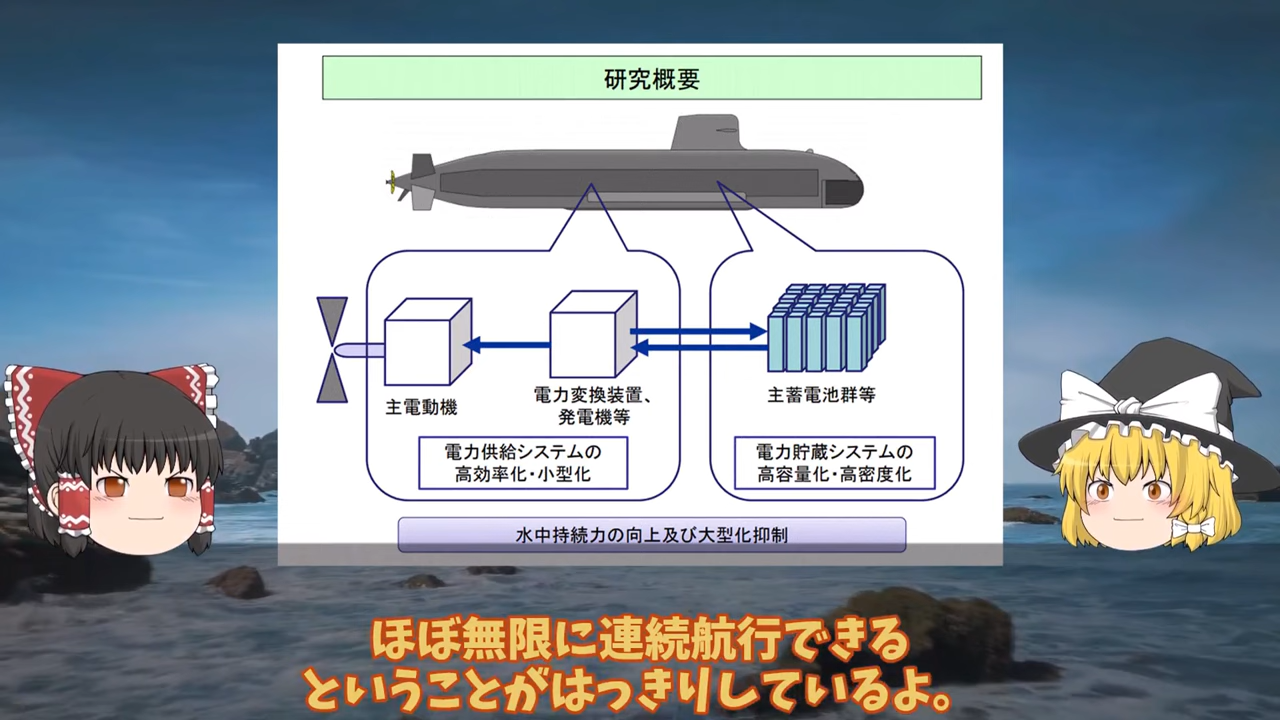 研究概要
主電動機
電力変換装置、
発電機等
主蓄電池群等
電力供給システムの
高効率化・小型化
電力貯蔵システムの
高容量化・高密度化
水中持続力の向上及び大型化抑制
ほぼ無限に連続航行できる
ということがはっきりしているよ。